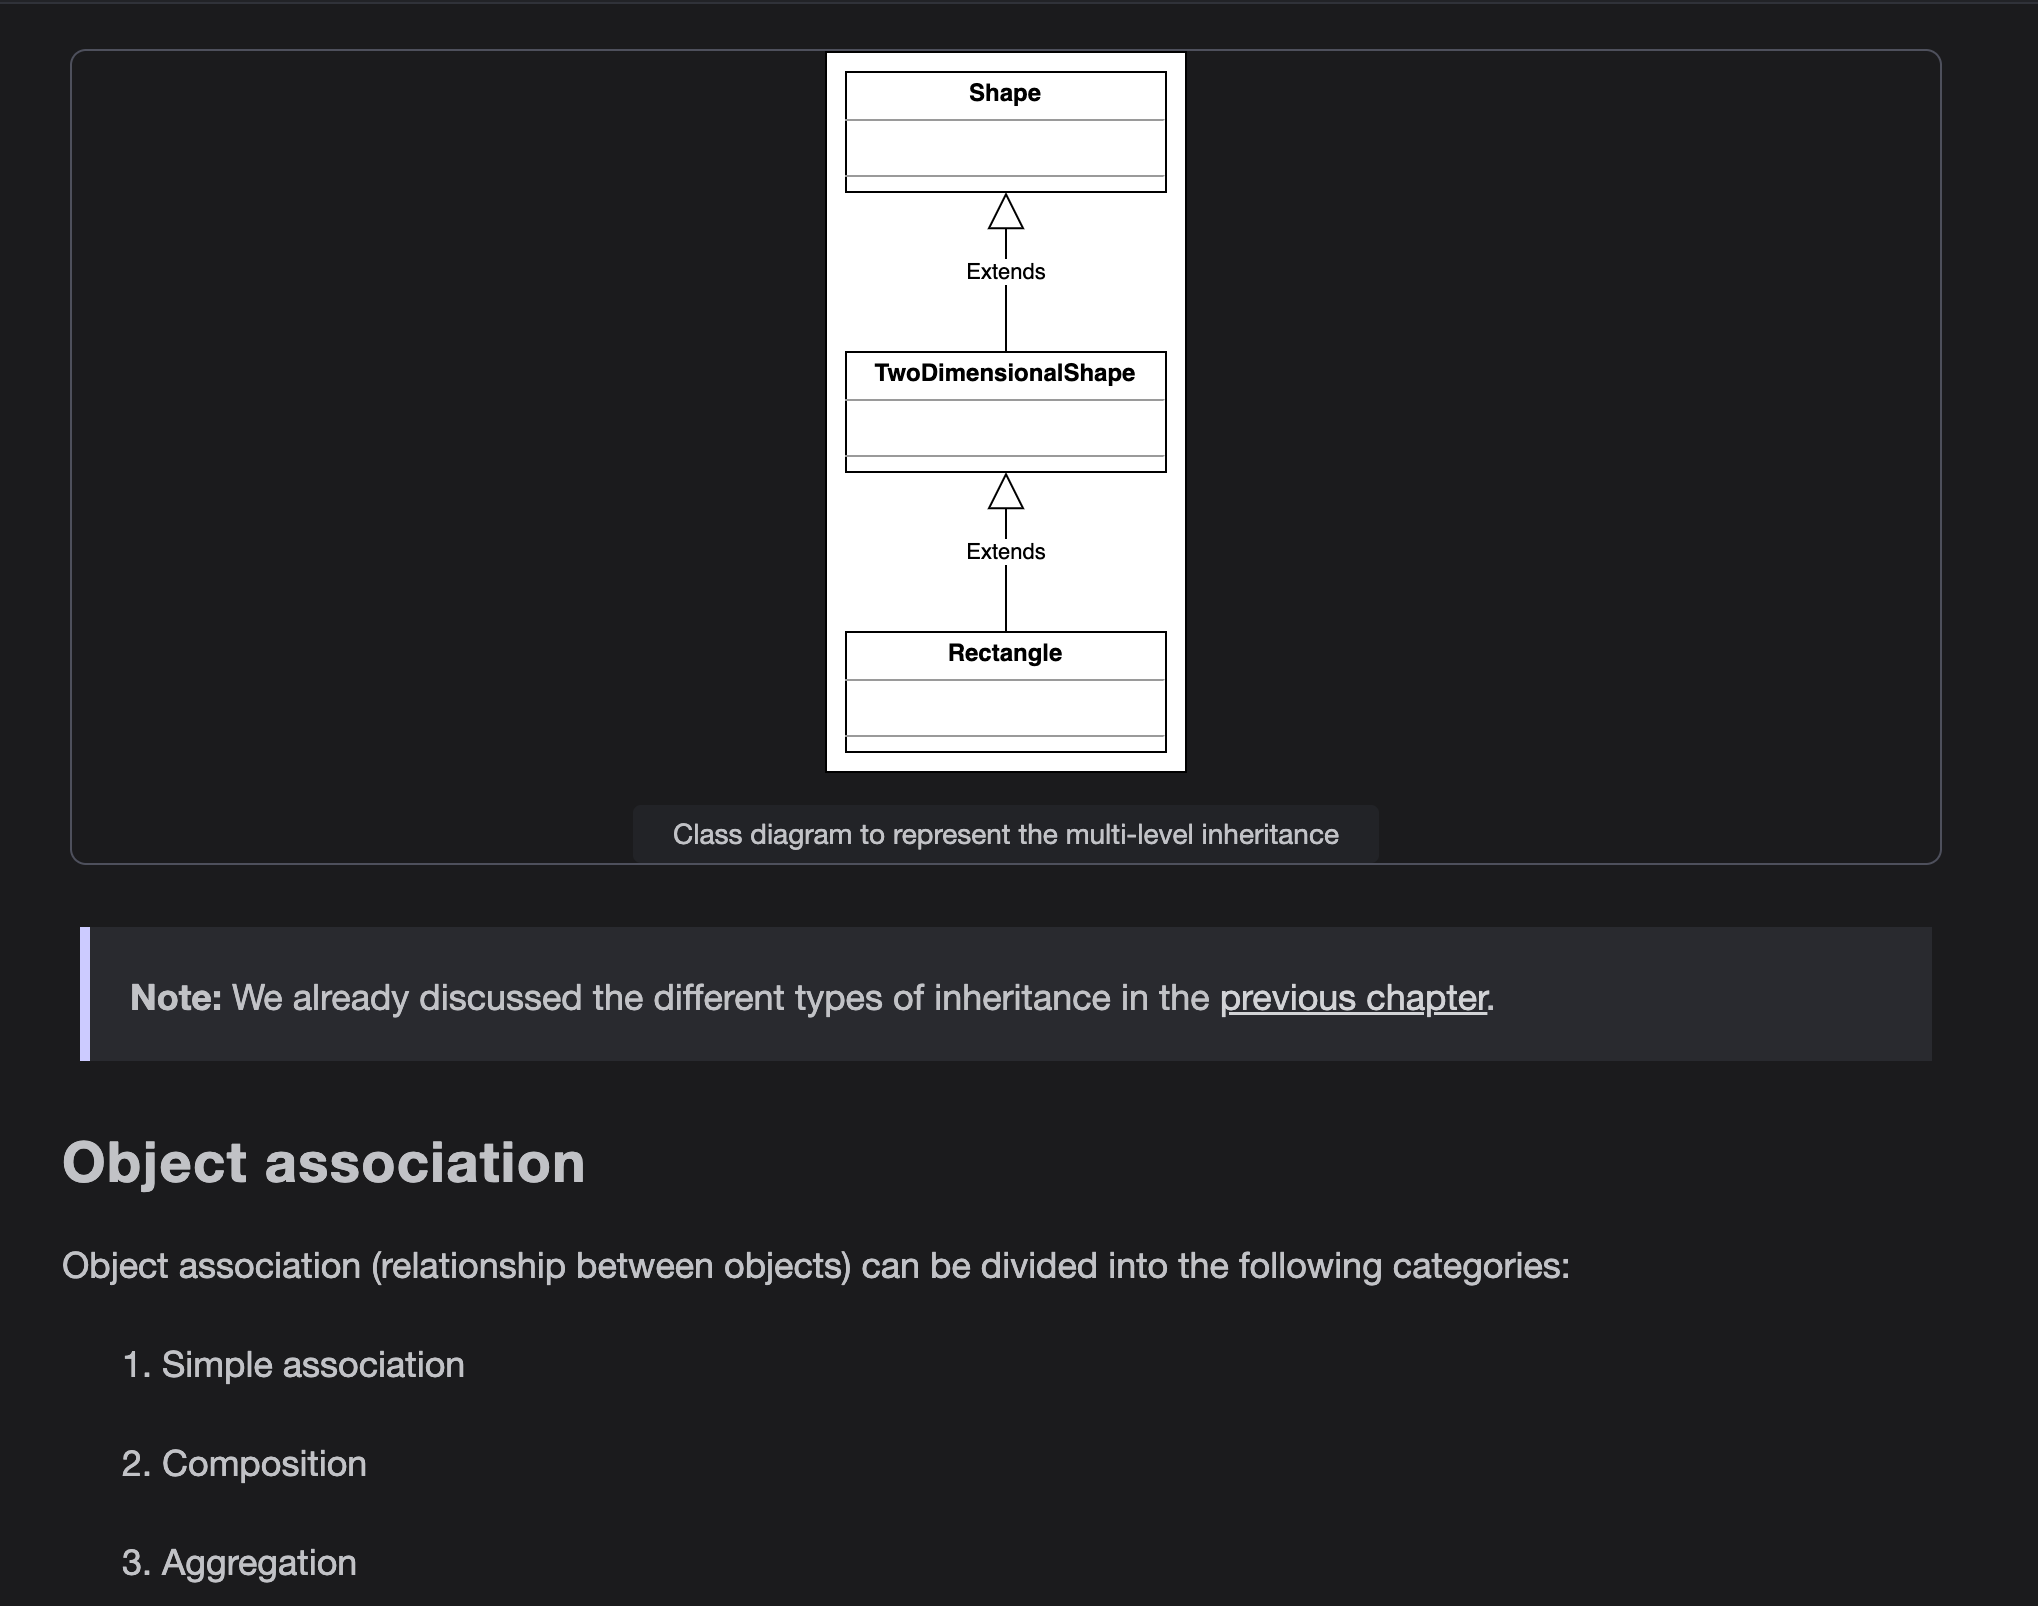 Shape
Extends
TwoDimensionalShape
Extends
Rectangle
Class diagram to represent the multi-level inheritance
Note: We already discussed the different types of inheritance in the previous chapter.
Object association
Object association (relationship between objects) can be divided into the following categories:
1. Simple association
2. Composition
3. Aggregation